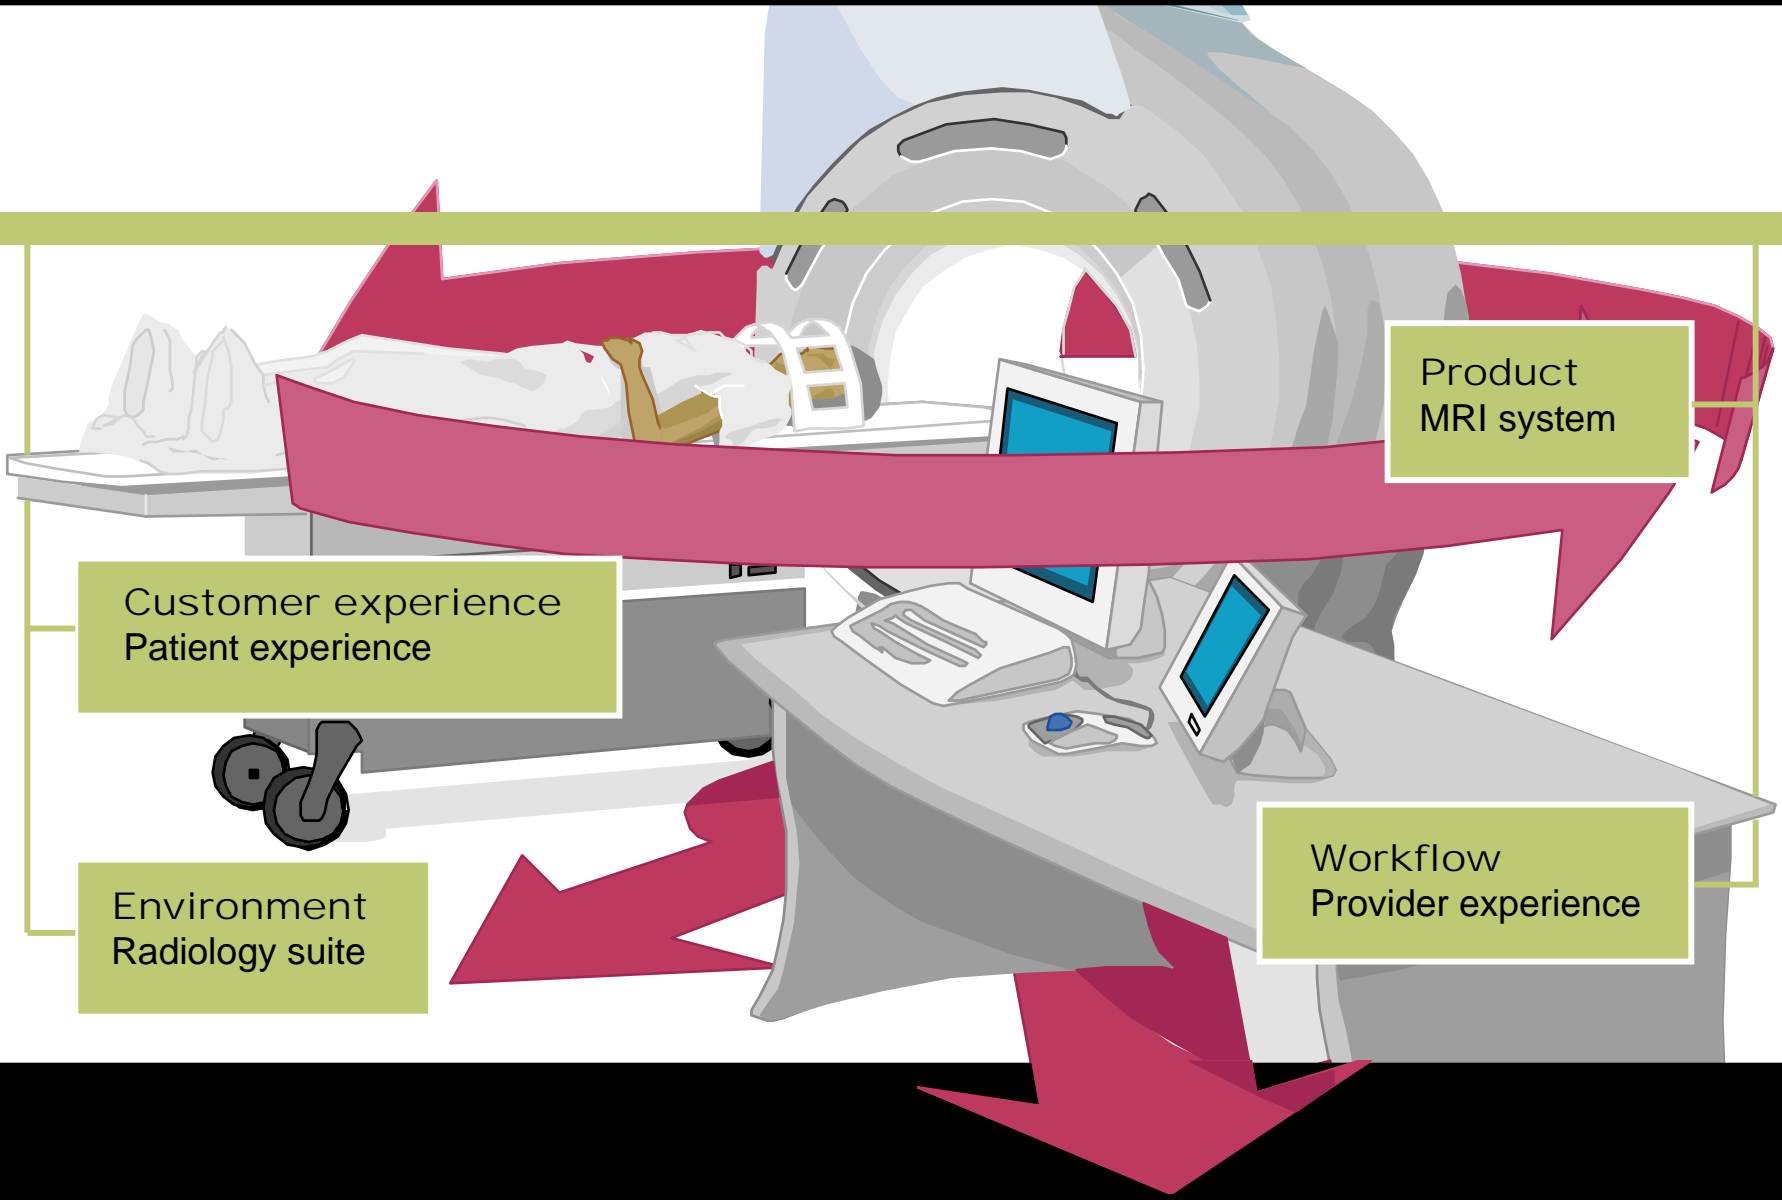 Product
MRI system
Customer experience
Patient experience
Workflow
Provider experience
Environment
Radiology suite